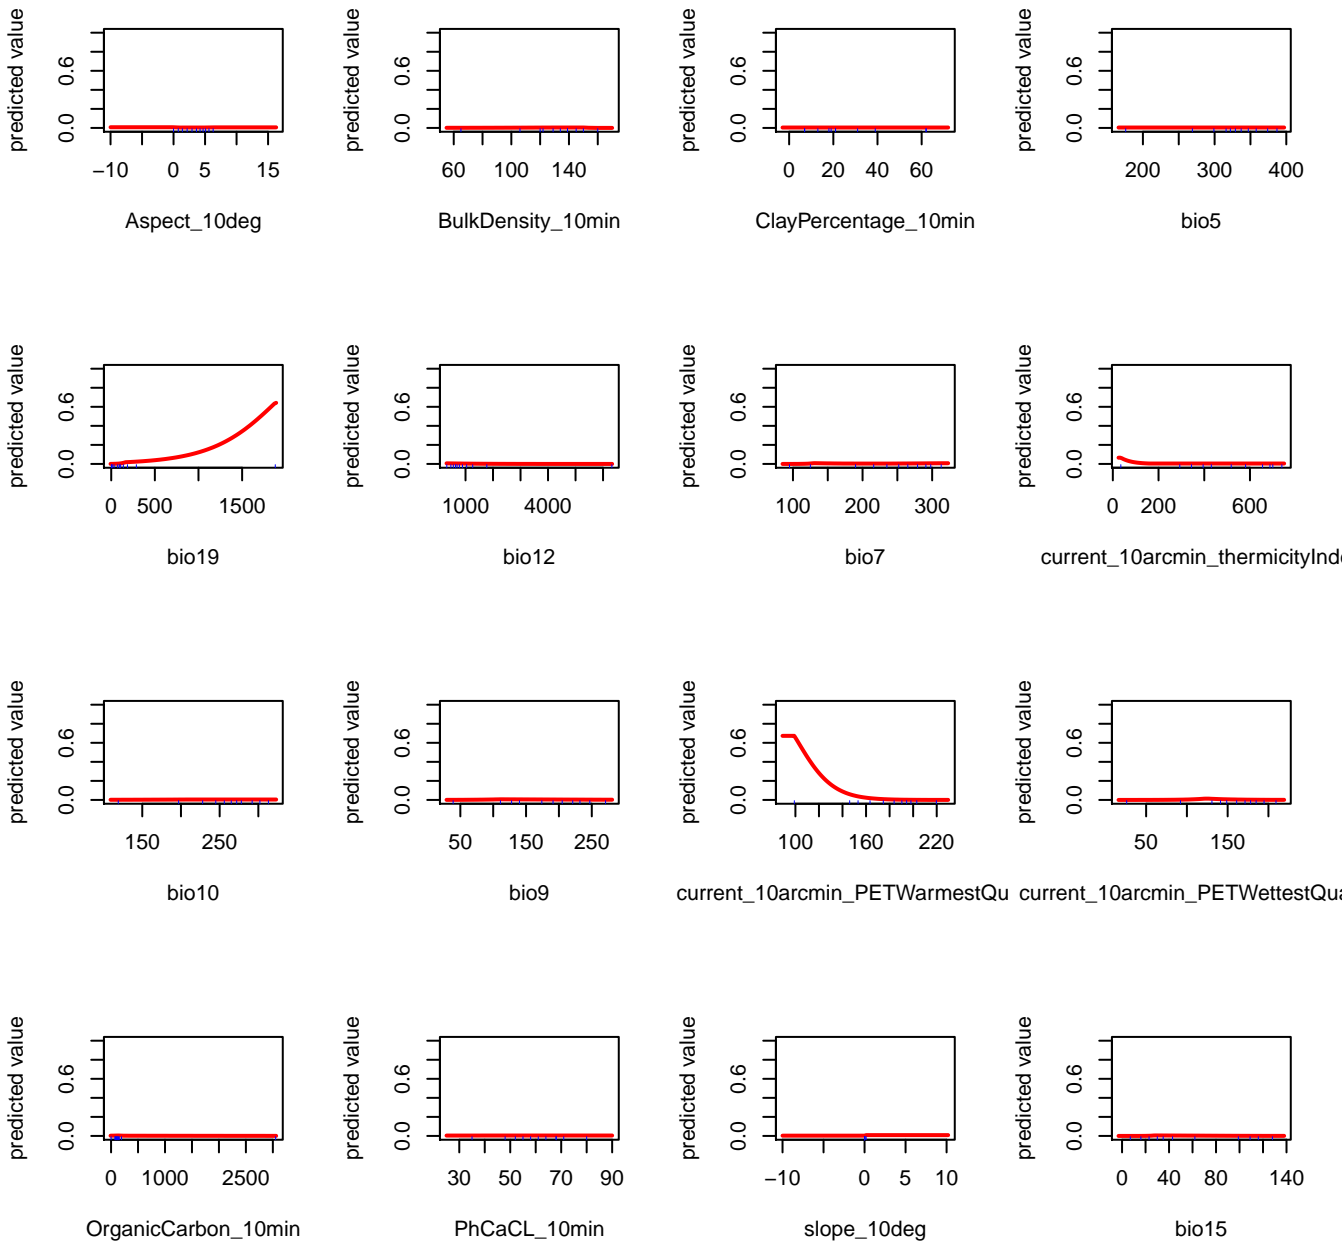 predicted value predicted value predicted value predicted value
0.6 0.6 0.6 0.6
0.0 0.0 0.0 0.0
−10 0 5 15 60 100 140 0 20 40 60 200 300 400
Aspect_10deg BulkDensity_10min ClayPercentage_10min bio5
predicted value predicted value predicted value predicted value
0.6 0.6 0.6 0.6
0.0 0.0 0.0 0.0
0 500 1500 1000 4000 100 200 300 0 200 600
bio19 bio12 bio7 current_10arcmin_thermicityInde
predicted value predicted value predicted value predicted value
0.6 0.6 0.6 0.6
0.0 0.0 0.0 0.0
150 250 50 150 250 100 160 220 50 150
bio10 bio9 current_10arcmin_PETWarmestQu current_10arcmin_PETWettestQua
predicted value predicted value predicted value predicted value
0.6 0.6 0.6 0.6
0.0 0.0 0.0 0.0
0 1000 2500 30 50 70 90 −10 0 5 10 0 40 80 140
OrganicCarbon_10min PhCaCL_10min slope_10deg bio15